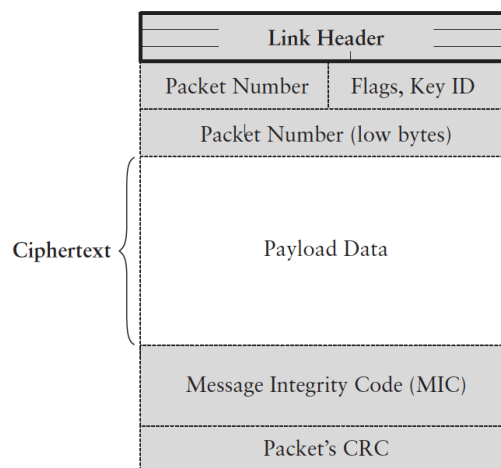 Link Header
Packet Number
Flags, Key ID
Packet Number (low bytes)
Ciphertext
Payload Data
Message Integrity Code (MIC)
Packet's CRC